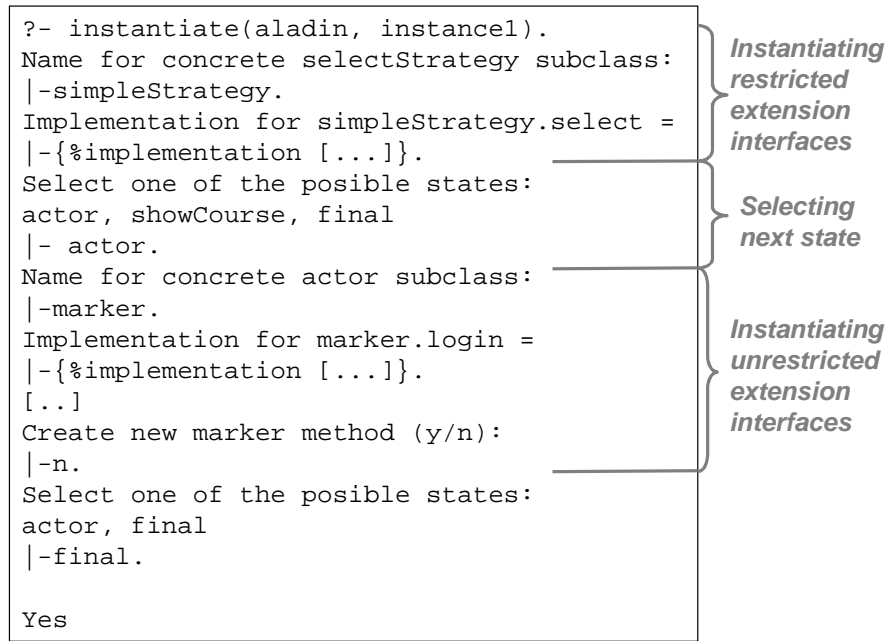 ?- instantiate(aladin, instance1).
Name for concrete selectStrategy subclass:
|-simpleStrategy.
Implementation for simpleStrategy.select =
|-{%implementation [...]}.
Select one of the posible states:
actor, showCourse, final
|- actor.
Name for concrete actor subclass:
|-marker.
Implementation for marker.login =
|-{%implementation [...]}.
[..]
Create new marker method (y/n):
|-n.
Select one of the posible states:
actor, final
|-final.
Yes
Instantiating
restricted
extension
interfaces
Selecting
next state
Instantiating
unrestricted
extension
interfaces